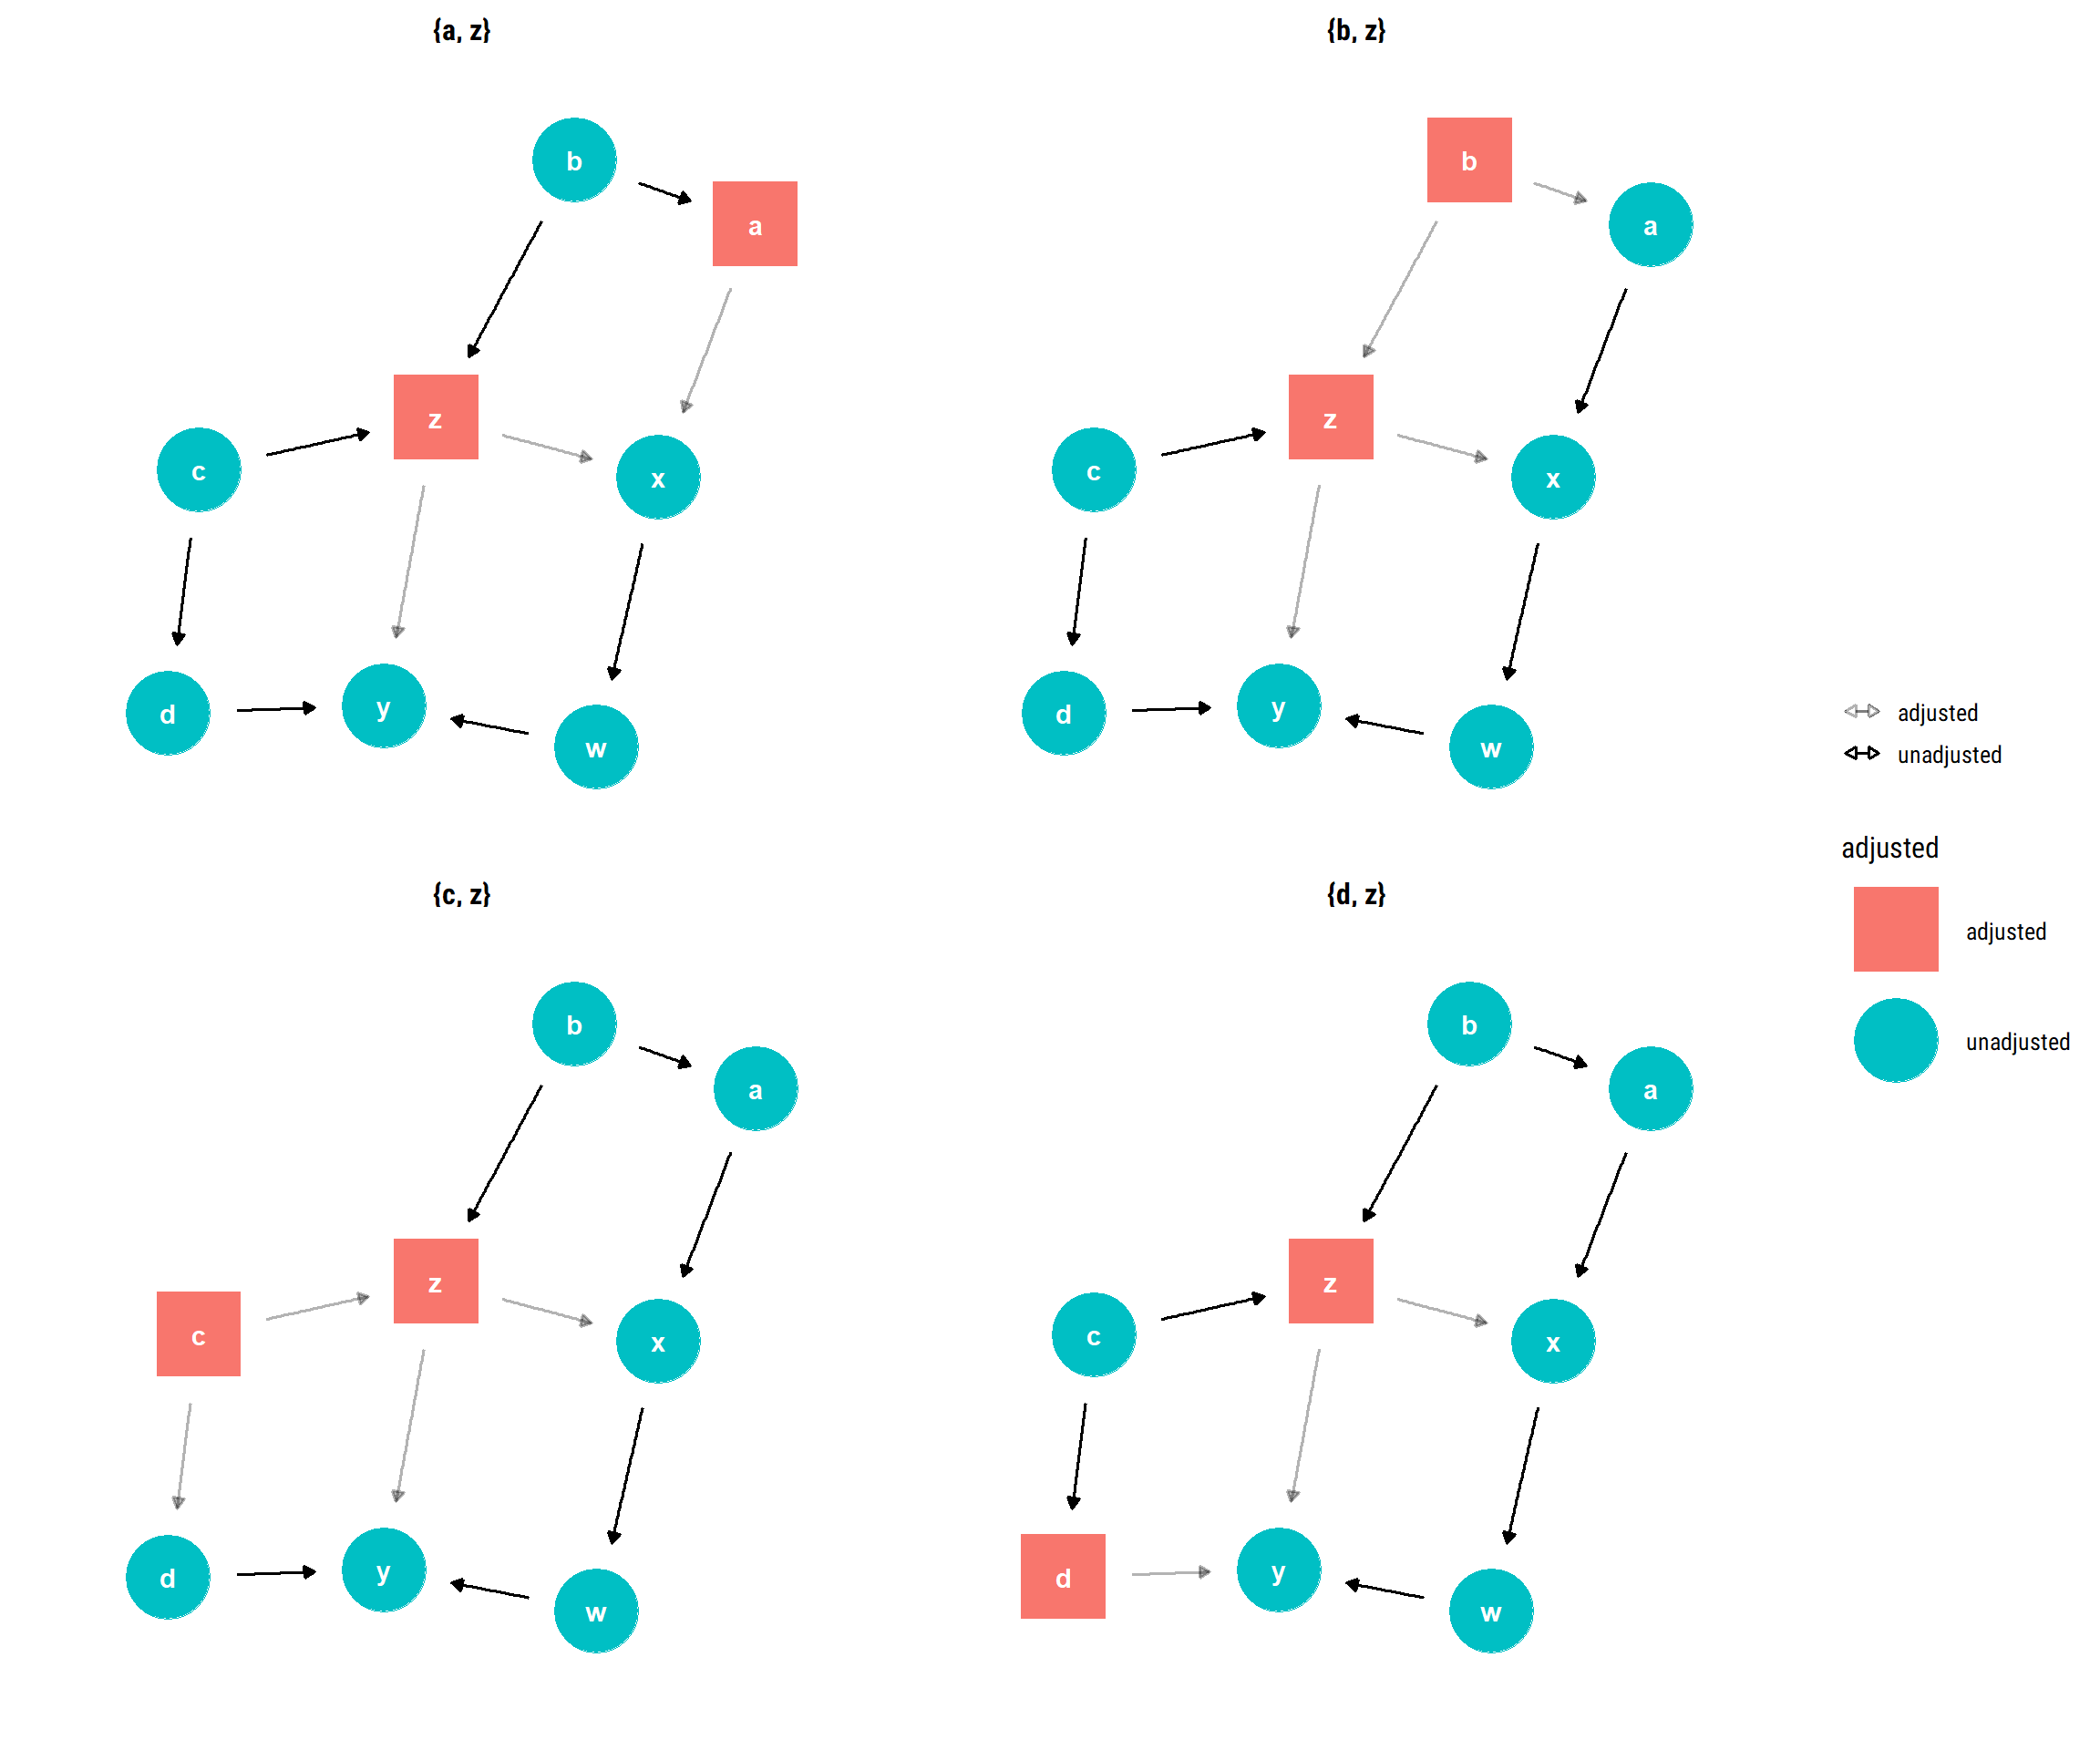 {a, z}
b
a
z
c
x
d
y
w
{b, z}
b
a
z
c
x
d
y
w
{c, z}
b
a
z
c
x
d
y
w
{d, z}
b
a
z
c
x
d
y
w
adjusted
unadjusted
adjusted
adjusted
unadjusted